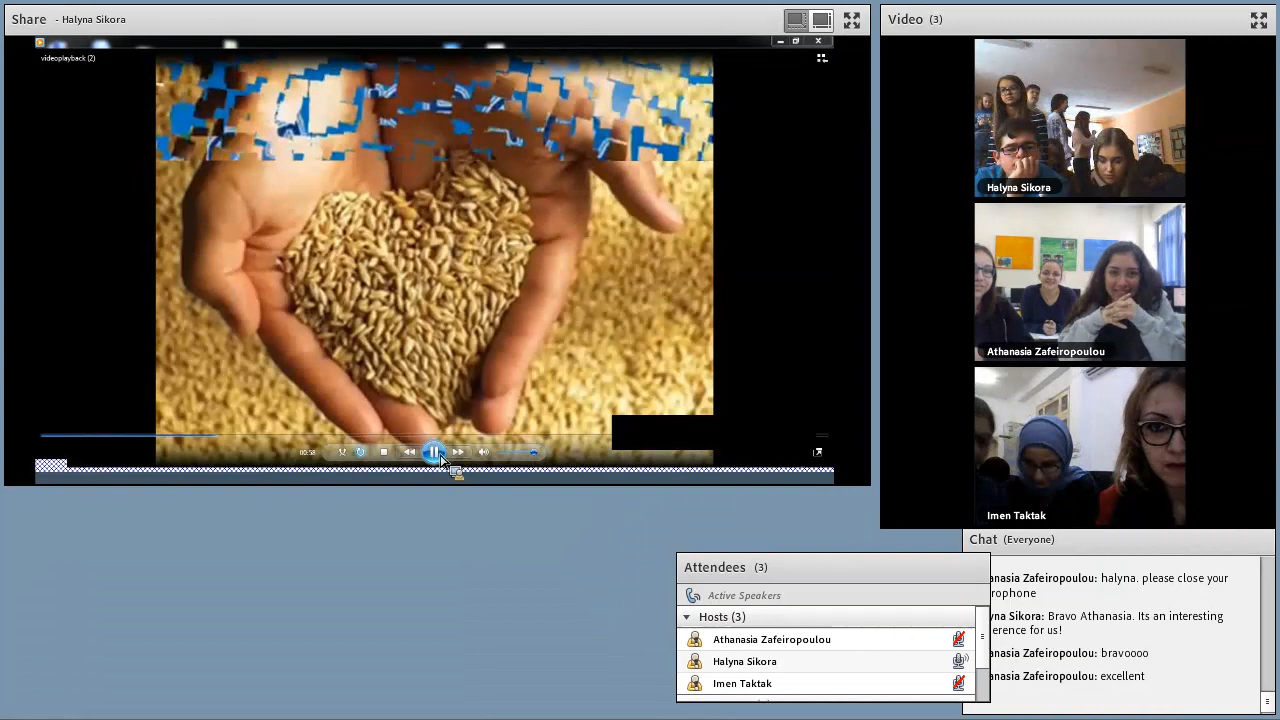 Share - Halyna Sikora
videoplayback (2)
00:58
Video (3)
Halyna Sikora
Athanasia Zafeiropoulou
Imen Taktak
Attendees (3)
Active Speakers
Hosts (3)
Athanasia Zafeiropoulou
Halyna Sikora
Imen Taktak
Chat (Everyone)
anasia Zafeiropoulou: halyna. please close your
rophone
yna Sikora: Bravo Athanasia. Its an interesting
erence for us!
anasia Zafeiropoulou: bravoooo
anasia Zafeiropoulou: excellent